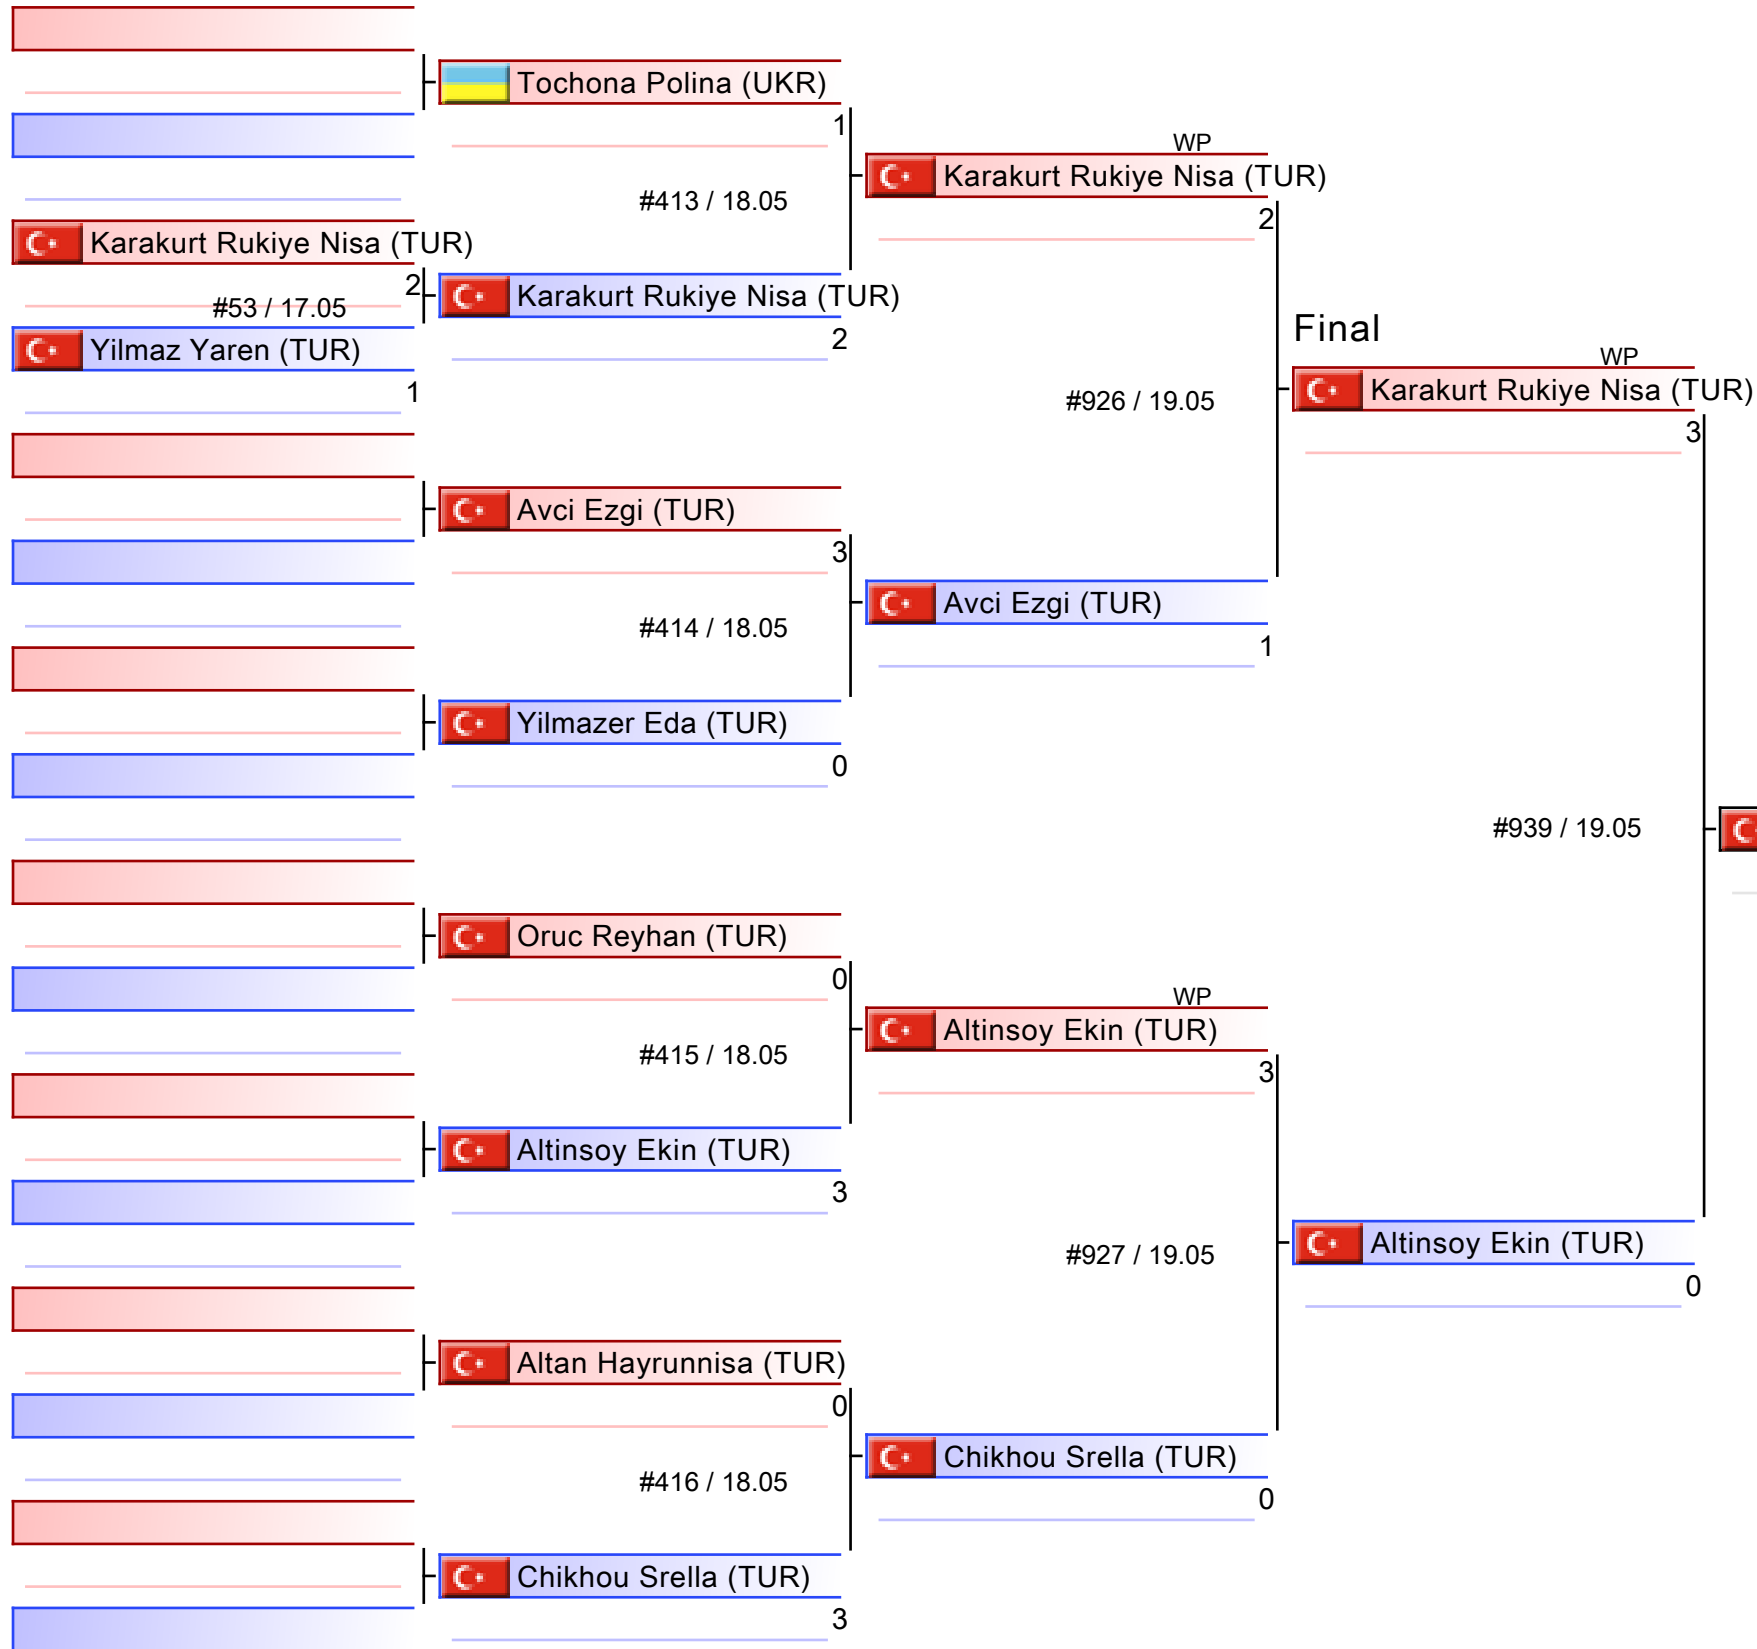 Tochona Polina (UKR)
1
WP
Karakurt Rukiye Nisa (TUR)
#413 / 18.05
2
Karakurt Rukiye Nisa (TUR)
2
#53 / 17.05
Karakurt Rukiye Nisa (TUR)
Yilmaz Yaren (TUR)
2
1
Final
WP
Karakurt Rukiye Nisa (TUR)
#926 / 19.05
3
Avci Ezgi (TUR)
3
Avci Ezgi (TUR)
#414 / 18.05
1
Yilmazer Eda (TUR)
0
#939 / 19.05
Oruc Reyhan (TUR)
0
WP
Altinsoy Ekin (TUR)
#415 / 18.05
3
Altinsoy Ekin (TUR)
3
#927 / 19.05
Altinsoy Ekin (TUR)
0
Altan Hayrunnisa (TUR)
0
Chikhou Srella (TUR)
#416 / 18.05
0
Chikhou Srella (TUR)
3